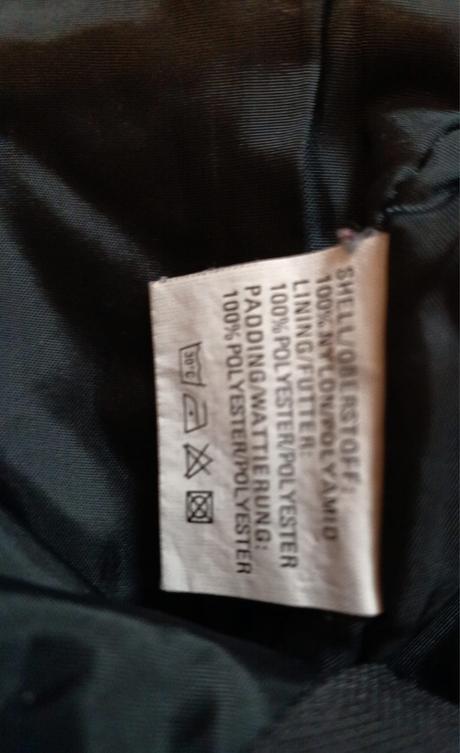 SHELL/OBERSTOFF:
100% NYLON/POLYAMID
LINING/FUTTER:
100% POLYESTER/POLYESTER
PADDING/WATTIERUNG:
100% POLYESTER/POLYESTER
30°C